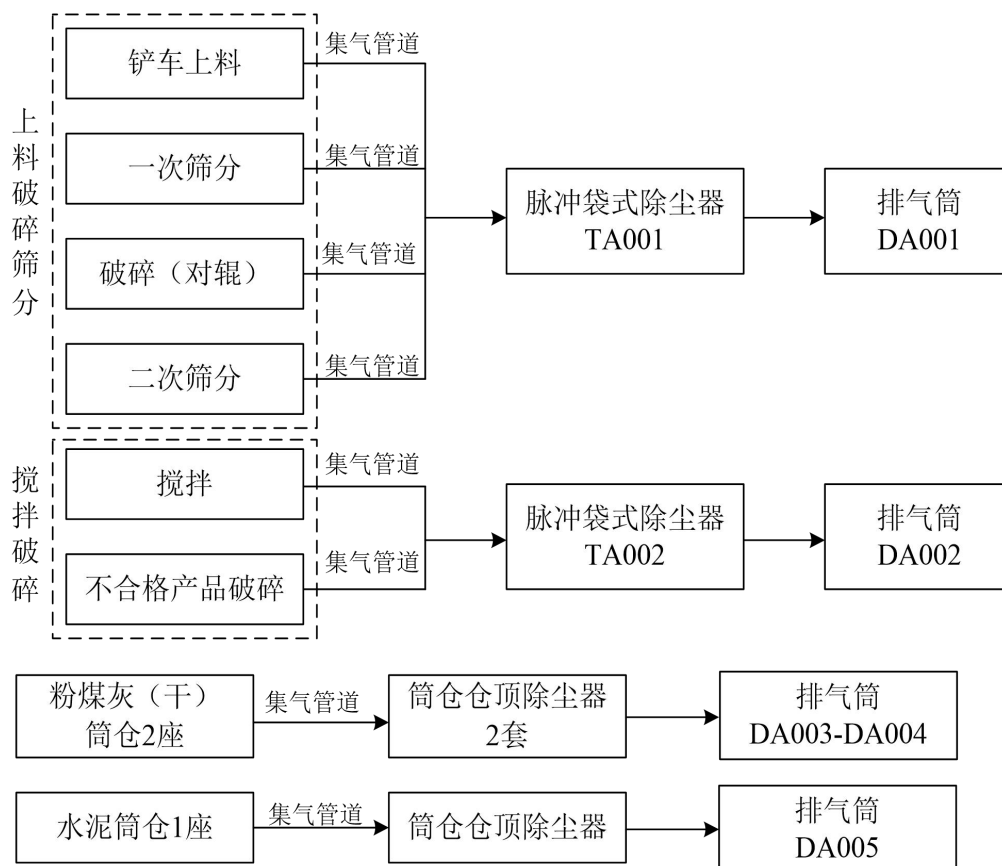 上料破碎筛分
铲车上料
集气管道
一次筛分
集气管道
破碎（对辊）
集气管道
二次筛分
集气管道
脉冲袋式除尘器
TA001
排气筒
DA001
搅拌破碎
搅拌
集气管道
不合格产品破碎
集气管道
脉冲袋式除尘器
TA002
排气筒
DA002
粉煤灰（干）
筒仓2座
集气管道
筒仓仓顶除尘器
2套
排气筒
DA003-DA004
水泥筒仓1座
集气管道
筒仓仓顶除尘器
排气筒
DA005